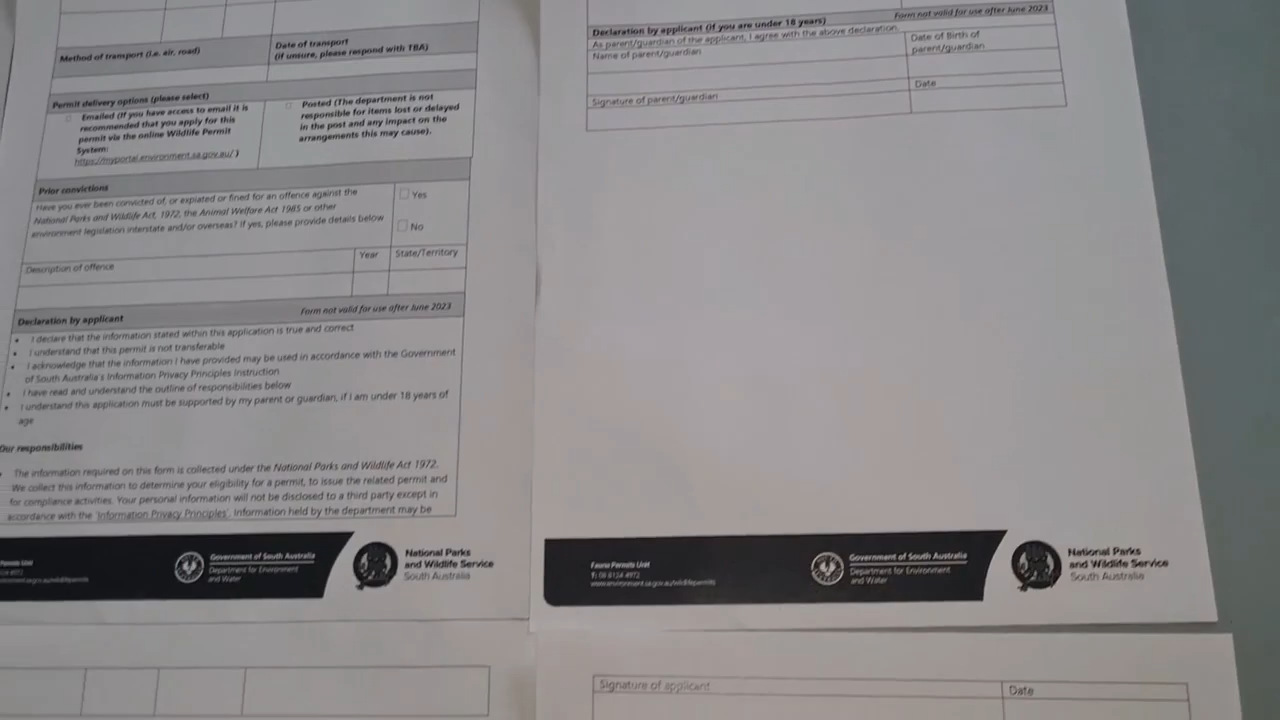 Method of transport (i.e. air, road)
Date of transport
(if unsure, please respond with TBA)
Permit delivery options (please select)
Emailed (If you have access to email it is
recommended that you apply for this
permit via the online Wildlife Permit
System:
https://myportal.environment.sa.gov.au/ )
Posted (The department is not
responsible for items lost or delayed
in the post and any impact on the
arrangements this may cause).
Prior convictions
Have you ever been convicted of, or expiated or fined for an offence against the
National Parks and Wildlife Act, 1972, the Animal Welfare Act 1985 or other
environment legislation interstate and/or overseas? If yes, please provide details below
Yes
No
Description of offence
Year
State/Territory
Declaration by applicant
Form not valid for use after June 2023
• I declare that the information stated within this application is true and correct
• I understand that this permit is not transferable
• I acknowledge that the information I have provided may be used in accordance with the Government
of South Australia's Information Privacy Principles Instruction
• I have read and understand the outline of responsibilities below
• I understand this application must be supported by my parent or guardian, if I am under 18 years of
age
Our responsibilities
• The information required on this form is collected under the National Parks and Wildlife Act 1972.
We collect this information to determine your eligibility for a permit, to issue the related permit and
for compliance activities. Your personal information will not be disclosed to a third party except in
accordance with the 'Information Privacy Principles'. Information held by the department may be
Government of South Australia
Department for Environment
and Water
National Parks
and Wildlife Service
South Australia
Declaration by applicant (if you are under 18 years)
Form not valid for use after June 2023
As parent/guardian of the applicant, I agree with the above declaration.
Name of parent/guardian
Date of Birth of
parent/guardian
Signature of parent/guardian
Date
Fauna Permits Unit
T: 08 8124 4972
www.environment.sa.gov.au/wildlifepermits
Government of South Australia
Department for Environment
and Water
National Parks
and Wildlife Service
South Australia
Signature of applicant
Date